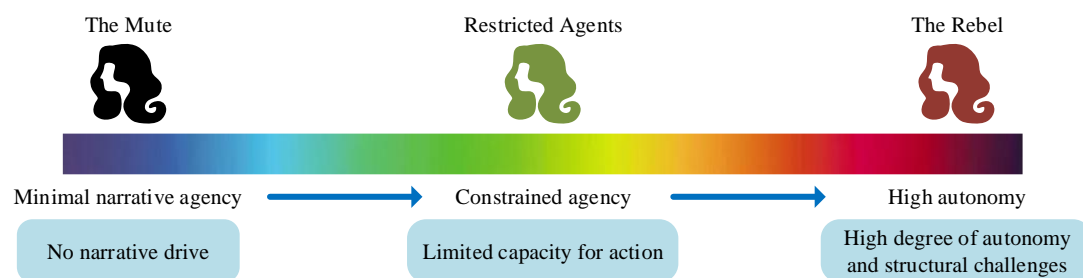 The Mute
Restricted Agents
The Rebel
Minimal narrative agency
Constrained agency
High autonomy
No narrative drive
Limited capacity for action
High degree of autonomy
and structural challenges